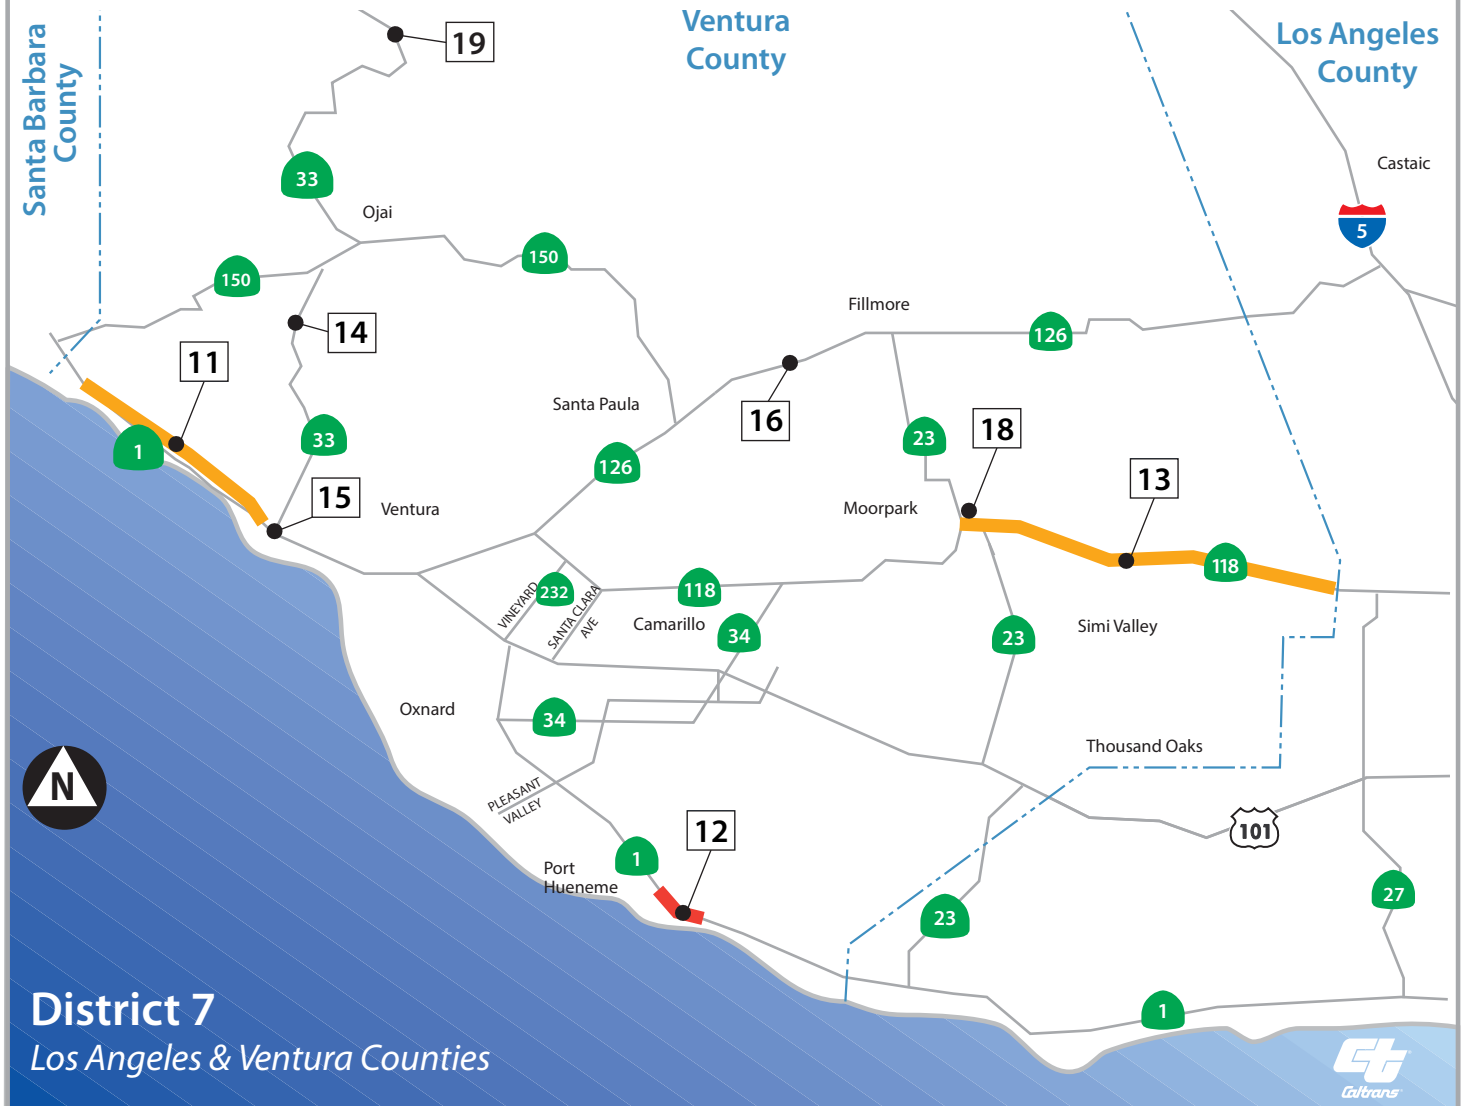 Santa Barbara
County
Ventura
County
Los Angeles
County
19
Castaic
33
5
Ojai
150
150
14
Fillmore
126
11
16
Santa Paula
18
23
1
33
126
13
15
Ventura
Moorpark
118
VINEYARD
232
SANTA CLARA
AVE
118
Camarillo
34
23
Simi Valley
Oxnard
34
Thousand Oaks
N
PLEASANT
VALLEY
101
12
1
Port
Hueneme
23
27
1
District 7
Los Angeles & Ventura Counties
Caltrans